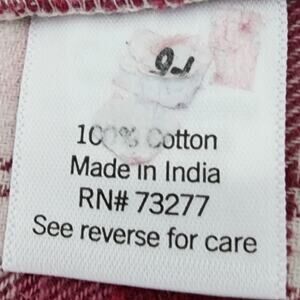 100% Cotton
Made in India
RN# 73277
See reverse for care